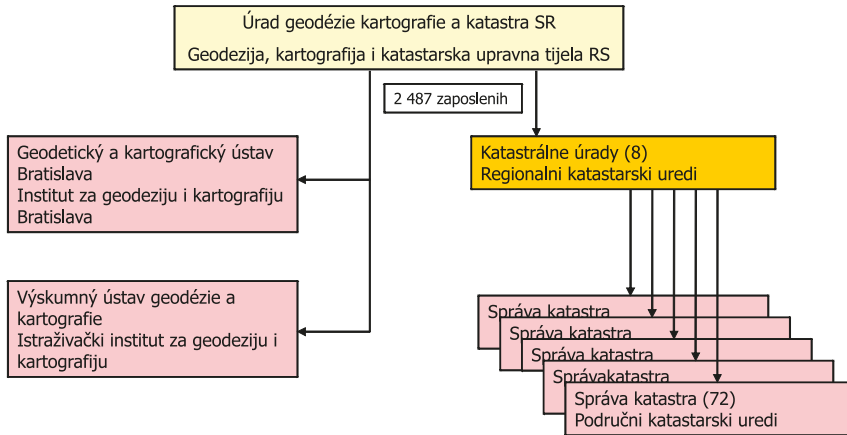 Úrad geodézie kartografie a katastra SR
Geodezija, kartografija i katastarska upravna tijela RS
2 487 zaposlenih
Geodetický a kartografický ústav
Bratislava
Institut za geodeziju i kartografiju
Bratislava
Katastrálne úrady (8)
Regionalni katastarski uredi
Výskumný ústav geodézie a
kartografie
Istraživački institut za geodeziju i
kartografiju
Správa katastra
Správa katastra
Správa katastra
Správakatastra
Správa katastra (72)
Područni katastarski uredi